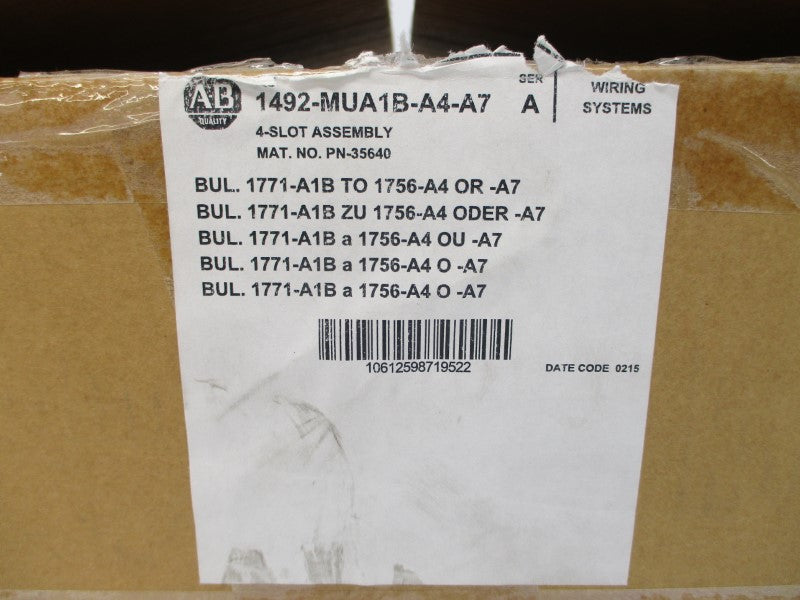 AB
QUALITY
1492-MUA1B-A4-A7
SER
A
WIRING
SYSTEMS
4-SLOT ASSEMBLY
MAT. NO. PN-35640
BUL. 1771-A1B TO 1756-A4 OR -A7
BUL. 1771-A1B ZU 1756-A4 ODER -A7
BUL. 1771-A1B a 1756-A4 OU -A7
BUL. 1771-A1B a 1756-A4 O -A7
BUL. 1771-A1B a 1756-A4 O -A7
10612598719522
DATE CODE 0215